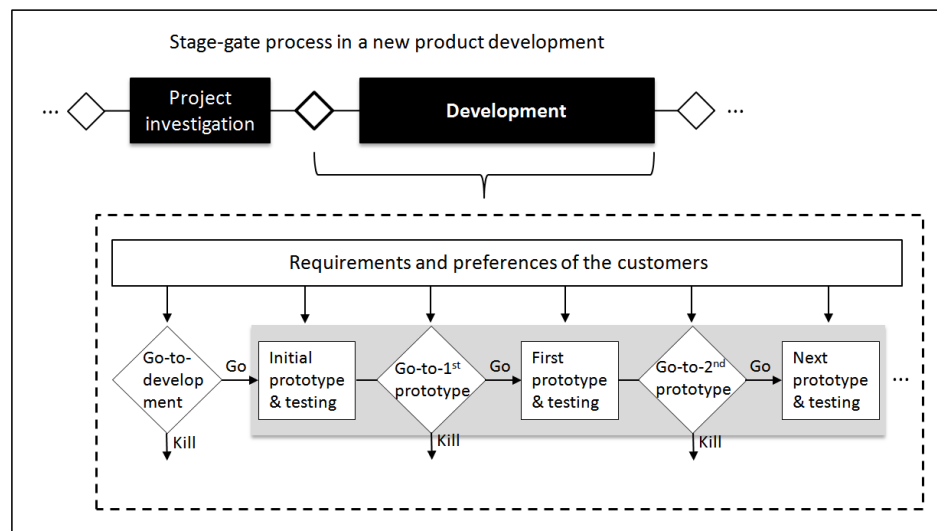 Stage-gate process in a new product development
...
Project
investigation
Development
...
Requirements and preferences of the customers
Go-to-
develop
ment
Go
Initial
prototype
& testing
Go-to-1st
prototype
Go
First
prototype
& testing
Go-to-2nd
prototype
Go
Next
prototype
& testing
...
Kill
Kill
Kill